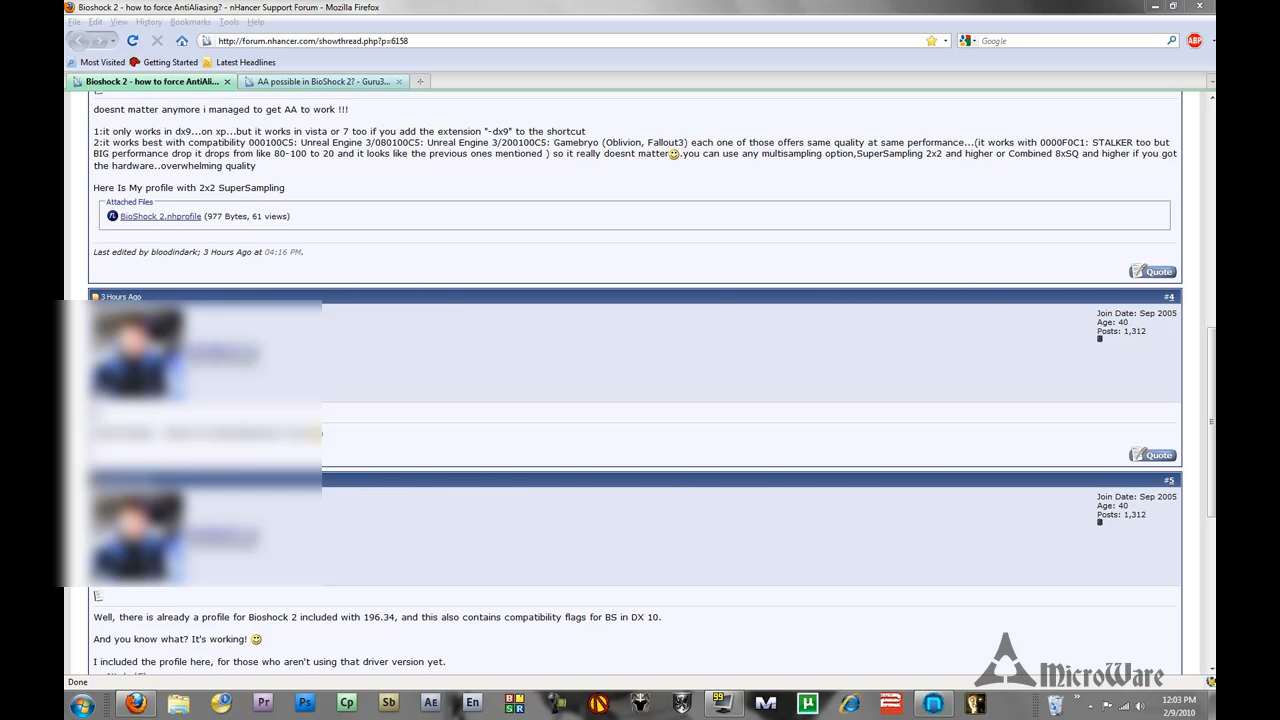 Bioshock 2 - how to force AntiAliasing? - nHancer Support Forum - Mozilla Firefox
File Edit View History Bookmarks Tools Help
http://forum.nhancer.com/showthread.php?p=6158
Google
ABP
Most Visited Getting Started Latest Headlines
Bioshock 2 - how to force AntiAli... AA possible in BioShock 2? - Guru3...
doesnt matter anymore i managed to get AA to work !!!
1:it only works in dx9...on xp...but it works in vista or 7 too if you add the extension "-dx9" to the shortcut
2:it works best with compatibility 000100C5: Unreal Engine 3/080100C5: Unreal Engine 3/200100C5: Gamebryo (Oblivion, Fallout3) each one of those offers same quality at same performance...(it works with 0000F0C1: STALKER too but
BIG performance drop it drops from like 80-100 to 20 and it looks like the previous ones mentioned ) so it really doesnt matter.you can use any multisampling option,SuperSampling 2x2 and higher or Combined 8xSQ and higher if you got
the hardware..overwhelming quality
Here Is My profile with 2x2 SuperSampling
Attached Files
BioShock 2.nhprofile (977 Bytes, 61 views)
Last edited by bloodindark; 3 Hours Ago at 04:16 PM.
Quote
3 Hours Ago #4
Join Date: Sep 2005
Age: 40
Posts: 1,312
Quote
#5
Join Date: Sep 2005
Age: 40
Posts: 1,312
Well, there is already a profile for Bioshock 2 included with 196.34, and this also contains compatibility flags for BS in DX 10.
And you know what? It's working!
I included the profile here, for those who aren't using that driver version yet.
MicroWare
Done
Pr Ps Cp Sb Ae En 99 M µ
12:03 PM
2/9/2010